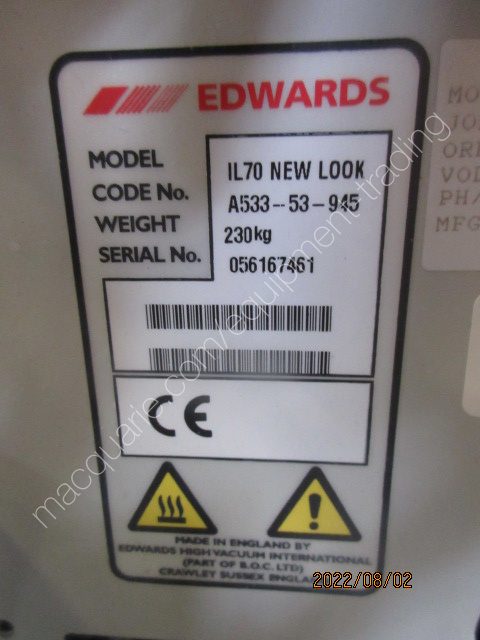 EDWARDS
MODEL IL70 NEW LOOK
CODE No. A533-53-945
WEIGHT 230kg
SERIAL No. 056167461
CE
MADE IN ENGLAND BY
EDWARDS HIGH VACUUM INTERNATIONAL
(PART OF B.O.C. LTD)
CRAWLEY SUSSEX ENGLAND
MO
JO
ORD
VOL
PH/
MFG
macquarie.com/equipment-trading
2022/08/02